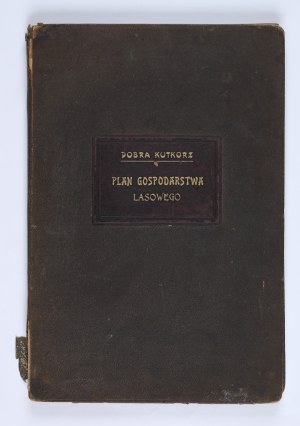 DOBRA KUTKORZ
PLAN GOSPODARSTWA
LASOWEGO